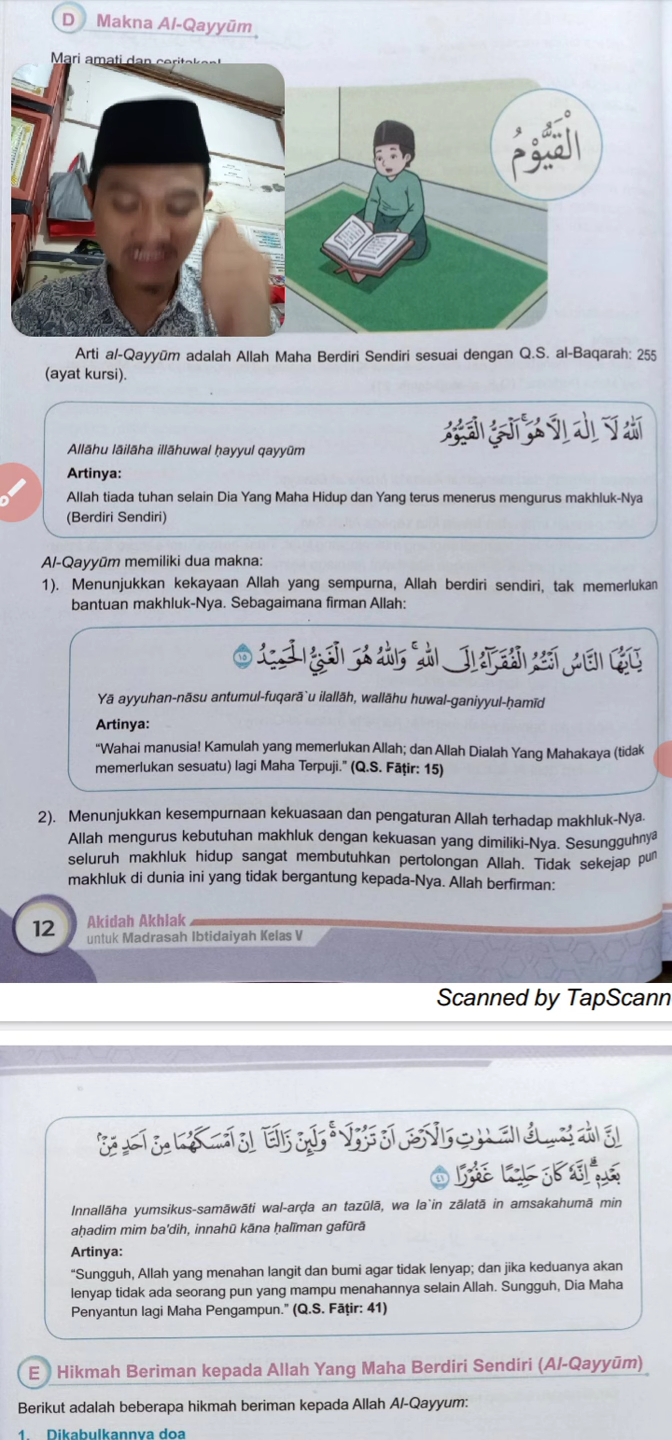 D Makna Al-Qayyūm
Mari amati dan ceritakan!
الْقَيُّوْمُ
Arti al-Qayyūm adalah Allah Maha Berdiri Sendiri sesuai dengan Q.S. al-Baqarah: 255
(ayat kursi).
اَللّٰهُ لَآ اِلٰهَ اِلَّا هُوَۚ اَلْحَيُّ الْقَيُّوْمُ
Allāhu lāilāha illāhuwal ḥayyul qayyūm
Artinya:
Allah tiada tuhan selain Dia Yang Maha Hidup dan Yang terus menerus mengurus makhluk-Nya
(Berdiri Sendiri)
Al-Qayyūm memiliki dua makna:
1). Menunjukkan kekayaan Allah yang sempurna, Allah berdiri sendiri, tak memerlukan
bantuan makhluk-Nya. Sebagaimana firman Allah:
يٰٓاَيُّهَا النَّاسُ اَنْتُمُ الْفُقَرَاۤءُ اِلَى اللّٰهِ ۚوَاللّٰهُ هُوَ الْغَنِيُّ الْحَمِيْدُ ١٥
Yā ayyuhan-nāsu antumul-fuqarā`u ilallāh, wallāhu huwal-ganiyyul-ḥamīd
Artinya:
“Wahai manusia! Kamulah yang memerlukan Allah; dan Allah Dialah Yang Mahakaya (tidak
memerlukan sesuatu) lagi Maha Terpuji.” (Q.S. Fāṭir: 15)
2). Menunjukkan kesempurnaan kekuasaan dan pengaturan Allah terhadap makhluk-Nya.
Allah mengurus kebutuhan makhluk dengan kekuasan yang dimiliki-Nya. Sesungguhnya
seluruh makhluk hidup sangat membutuhkan pertolongan Allah. Tidak sekejap pun
makhluk di dunia ini yang tidak bergantung kepada-Nya. Allah berfirman:
12 Akidah Akhlak
untuk Madrasah Ibtidaiyah Kelas V
Scanned by TapScann
اِنَّ اللّٰهَ يُمْسِكُ السَّمٰوٰتِ وَالْاَرْضَ اَنْ تَزُوْلَا ەۚ وَلَىِٕنْ زَالَتَآ اِنْ اَمْسَكَهُمَا مِنْ اَحَدٍ مِّنْۢ
بَعْدِهٖ ۗاِنَّهٗ كَانَ حَلِيْمًا غَفُوْرًا ٤١
Innallāha yumsikus-samāwāti wal-arḍa an tazūlā, wa la`in zālatā in amsakahumā min
aḥadim mim ba'dih, innahū kāna ḥalīman gafūrā
Artinya:
“Sungguh, Allah yang menahan langit dan bumi agar tidak lenyap; dan jika keduanya akan
lenyap tidak ada seorang pun yang mampu menahannya selain Allah. Sungguh, Dia Maha
Penyantun lagi Maha Pengampun.” (Q.S. Fāṭir: 41)
E Hikmah Beriman kepada Allah Yang Maha Berdiri Sendiri (Al-Qayyūm)
Berikut adalah beberapa hikmah beriman kepada Allah Al-Qayyum:
1. Dikabulkannya doa